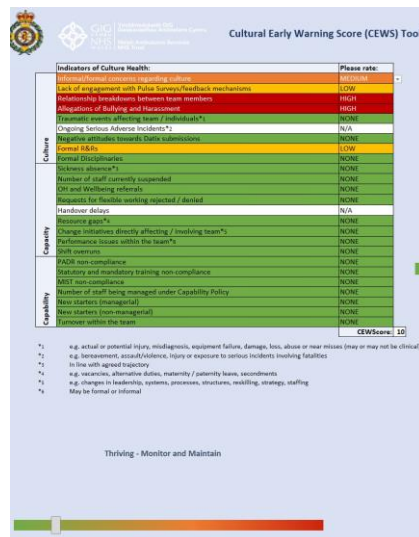 GIG
NHS
Cultural Early Warning Score (CEWS) Too
Indicators of Culture Health: Please rate:
Culture
Informal/formal concerns regarding culture MEDIUM
Lack of engagement with Pulse Surveys/feedback mechanisms LOW
Relationship breakdowns between team members HIGH
Allegations of Bullying and Harassment HIGH
Traumatic events affecting team / individuals*1 NONE
Ongoing Serious Adverse Incidents*2 N/A
Negative attitudes towards Datix submissions NONE
Formal R&Rs LOW
Formal Disciplinaries NONE
Capacity
Sickness absence*3 NONE
Number of staff currently suspended NONE
OH and Wellbeing referrals NONE
Requests for flexible working rejected / denied NONE
Handover delays N/A
Resource gaps*4 NONE
Change initiatives directly affecting / involving team*5 NONE
Performance issues within the team*6 NONE
Shift overruns NONE
Capability
PADR non-compliance NONE
Statutory and mandatory training non-compliance NONE
MIST non-compliance NONE
Number of staff being managed under Capability Policy NONE
New starters (managerial) NONE
New starters (non-managerial) NONE
Turnover within the team NONE
CEWScore: 10
*1 e.g. actual or potential injury, misdiagnosis, equipment failure, damage, loss, abuse or near misses (may or may not be clinical
*2 e.g. bereavement, assault/violence, injury or exposure to serious incidents involving fatalities
*3 In line with agreed trajectory
*4 e.g. vacancies, alternative duties, maternity / paternity leave, secondments
*5 e.g. changes in leadership, systems, processes, structures, reskilling, strategy, staffing
*6 May be formal or informal
Thriving - Monitor and Maintain